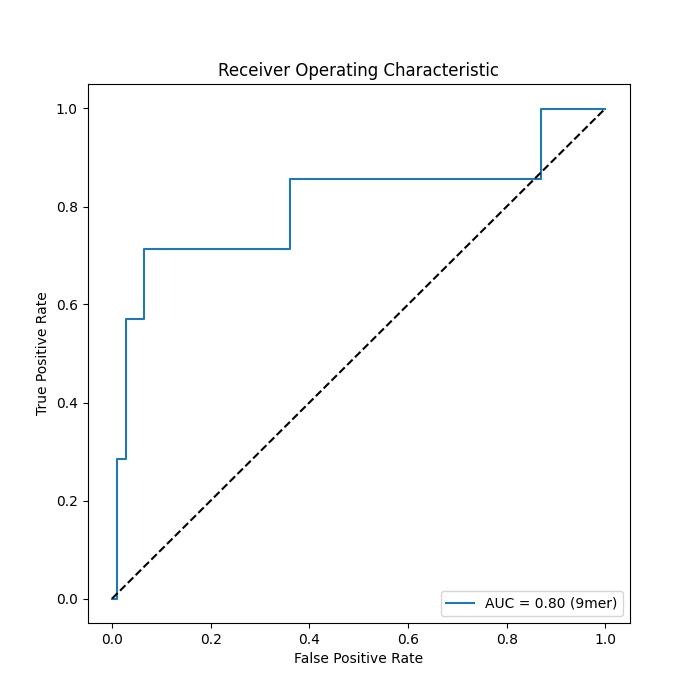 Receiver Operating Characteristic
True Positive Rate
1.0
0.8
0.6
0.4
0.2
0.0
AUC = 0.80 (9mer)
0.0 0.2 0.4 0.6 0.8 1.0
False Positive Rate